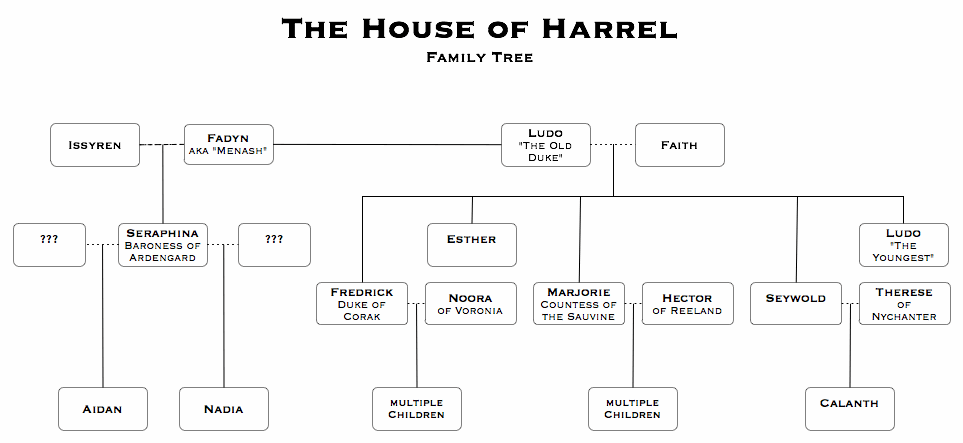 The House of Harrel
Family Tree
Issyren
Fadyn
aka "Menash"
Ludo
"The Old
Duke"
Faith
???
Seraphina
Baroness of
Ardengard
???
Esther
Ludo
"The
Youngest"
Fredrick
Duke of
Corak
Noora
of Voronia
Marjorie
Countess of
the Sauvine
Hector
of Reeland
Seywold
Therese
of
Nychanter
Aidan
Nadia
multiple
Children
multiple
Children
Calanth